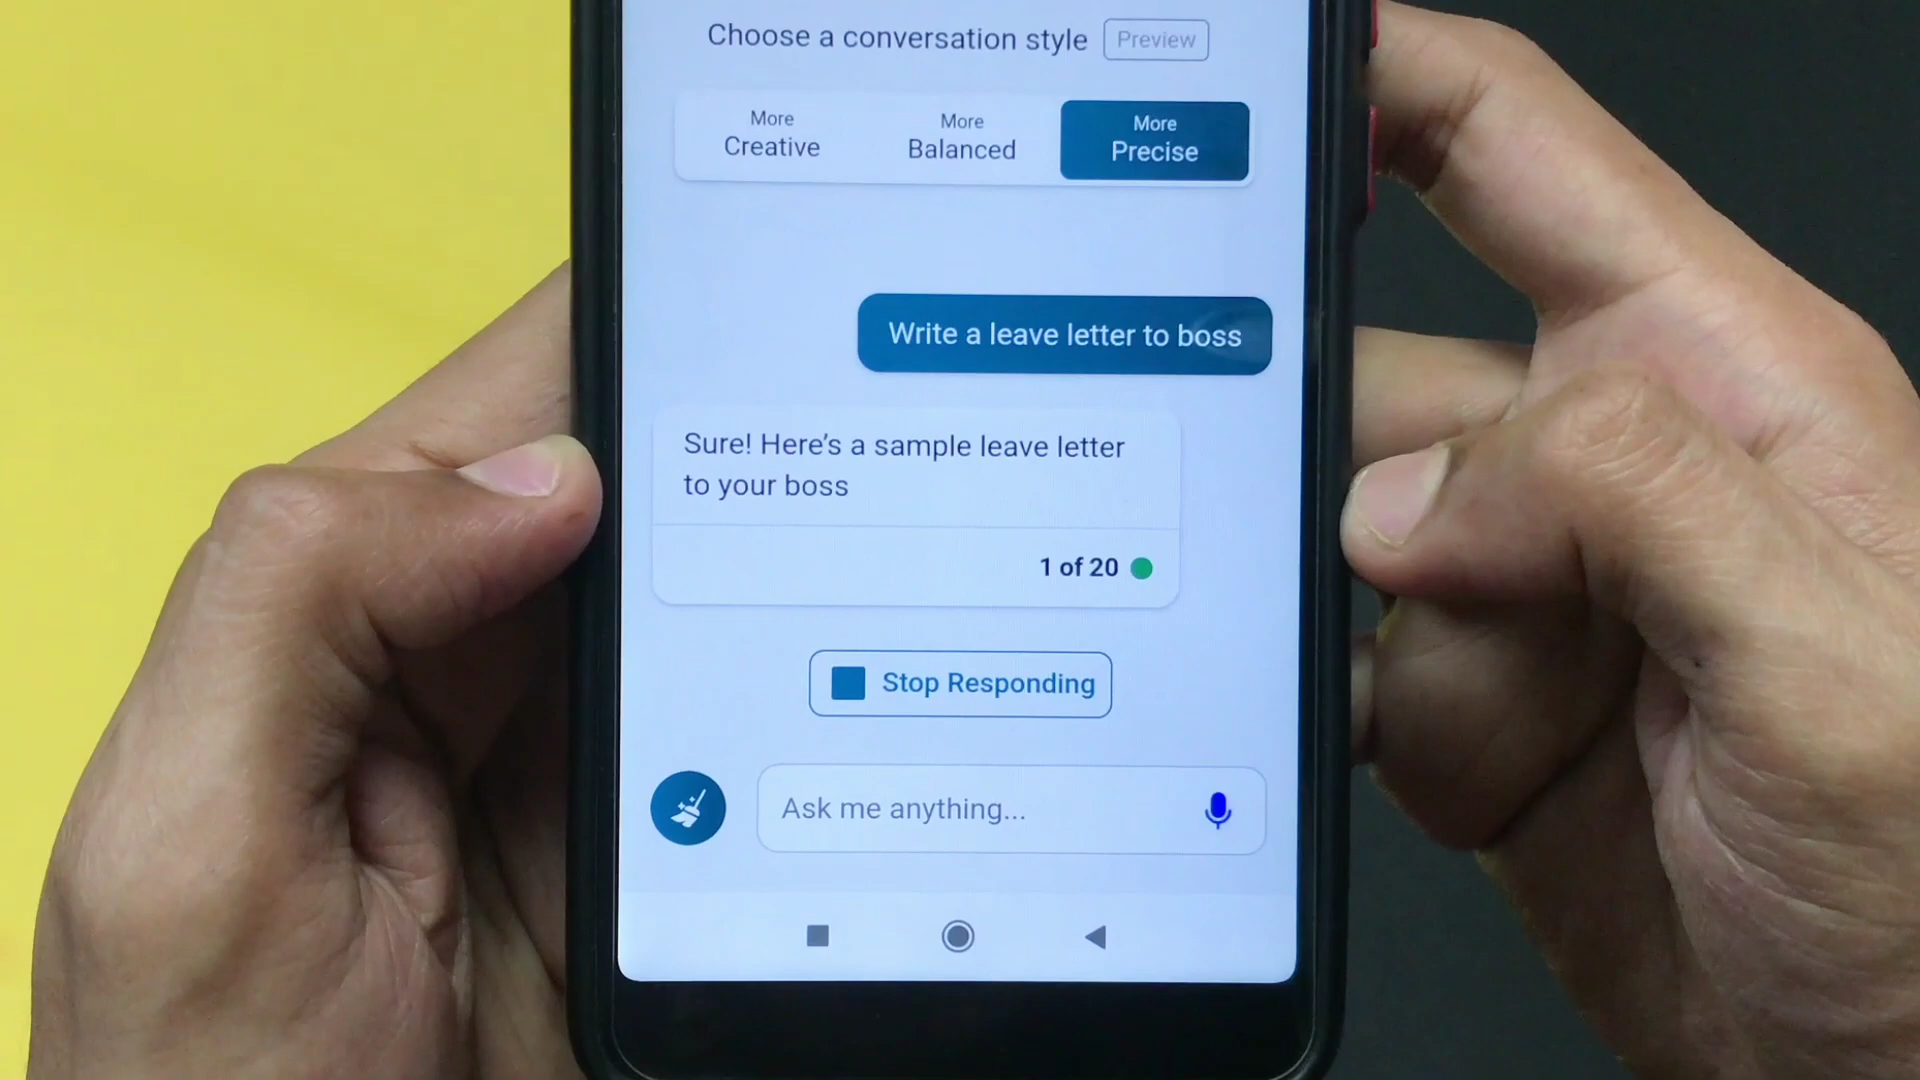 Choose a conversation style Preview
More
Creative
More
Balanced
More
Precise
Write a leave letter to boss
Sure! Here’s a sample leave letter
to your boss
1 of 20
Stop Responding
Ask me anything...